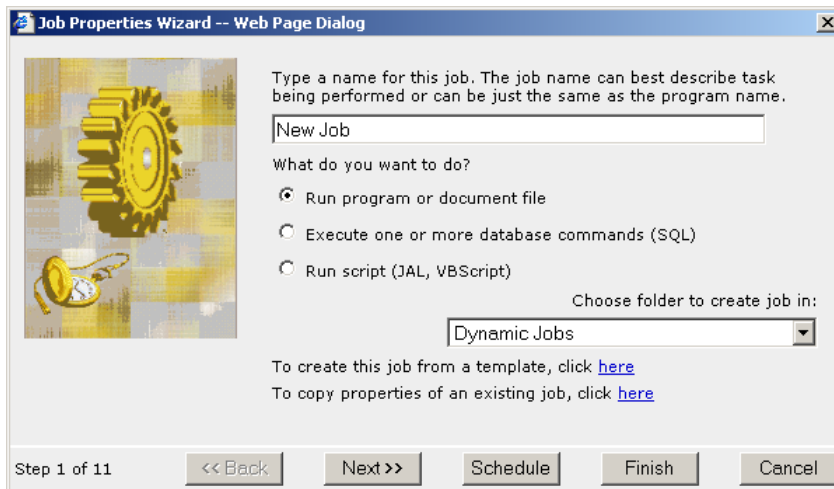 Job Properties Wizard -- Web Page Dialog
Type a name for this job. The job name can best describe task
being performed or can be just the same as the program name.
New Job
What do you want to do?
Run program or document file
Execute one or more database commands (SQL)
Run script (JAL, VBScript)
Choose folder to create job in:
Dynamic Jobs
To create this job from a template, click here
To copy properties of an existing job, click here
Step 1 of 11
<< Back
Next >>
Schedule
Finish
Cancel